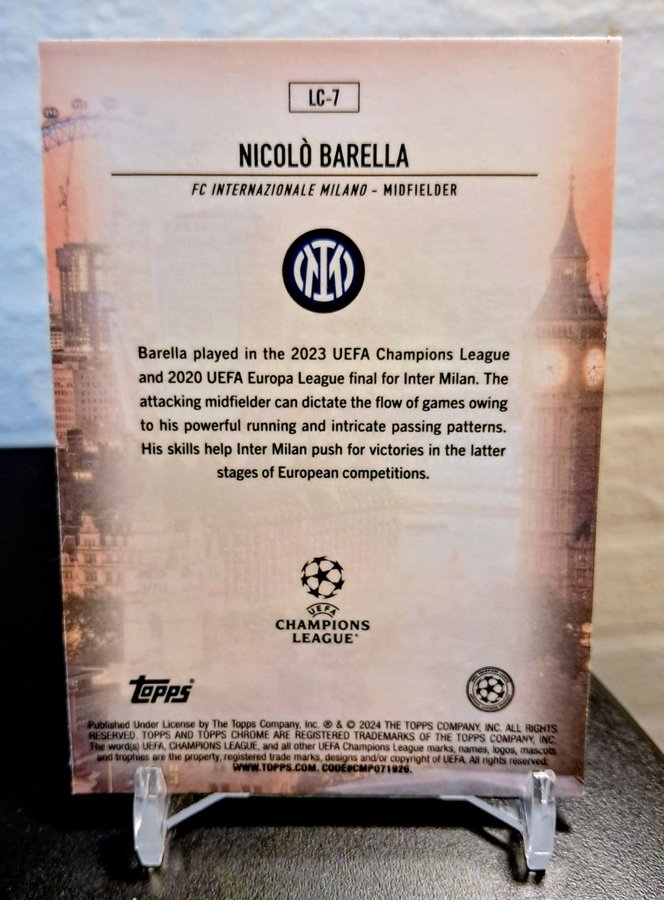 LC-7
NICOLÒ BARELLA
FC INTERNAZIONALE MILANO - MIDFIELDER
Barella played in the 2023 UEFA Champions League
and 2020 UEFA Europa League final for Inter Milan. The
attacking midfielder can dictate the flow of games owing
to his powerful running and intricate passing patterns.
His skills help Inter Milan push for victories in the latter
stages of European competitions.
UEFA
CHAMPIONS
LEAGUE®
Topps®
Published Under License by The Topps Company, Inc. ® & © 2024 THE TOPPS COMPANY, INC. ALL RIGHTS
RESERVED. TOPPS AND TOPPS CHROME ARE REGISTERED TRADEMARKS OF THE TOPPS COMPANY, INC.
The word(s) UEFA, CHAMPIONS LEAGUE, and all other UEFA Champions League marks, names, logos, mascots
and trophies are the property, registered trade marks, designs and/or copyright of UEFA. All rights reserved.
WWW.TOPPS.COM. CODE#CMP071926.